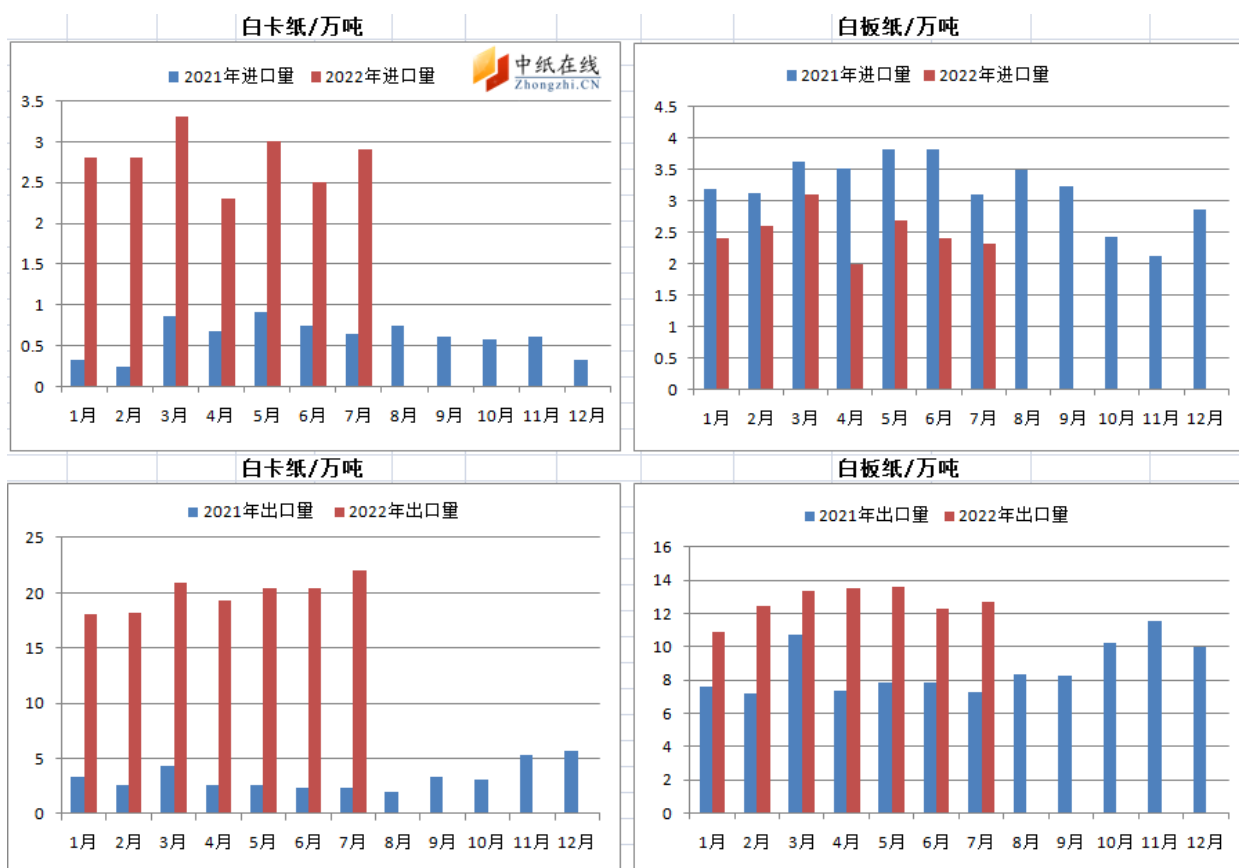 白卡纸/万吨
2021年进口量 2022年进口量
中纸在线
Zhongzhi.CN
3.5
3
2.5
2
1.5
1
0.5
0
1月 2月 3月 4月 5月 6月 7月 8月 9月 10月 11月 12月
白板纸/万吨
2021年进口量 2022年进口量
4.5
4
3.5
3
2.5
2
1.5
1
0.5
0
1月 2月 3月 4月 5月 6月 7月 8月 9月 10月 11月 12月
白卡纸/万吨
2021年出口量 2022年出口量
25
20
15
10
5
0
1月 2月 3月 4月 5月 6月 7月 8月 9月 10月 11月 12月
白板纸/万吨
2021年出口量 2022年出口量
16
14
12
10
8
6
4
2
0
1月 2月 3月 4月 5月 6月 7月 8月 9月 10月 11月 12月